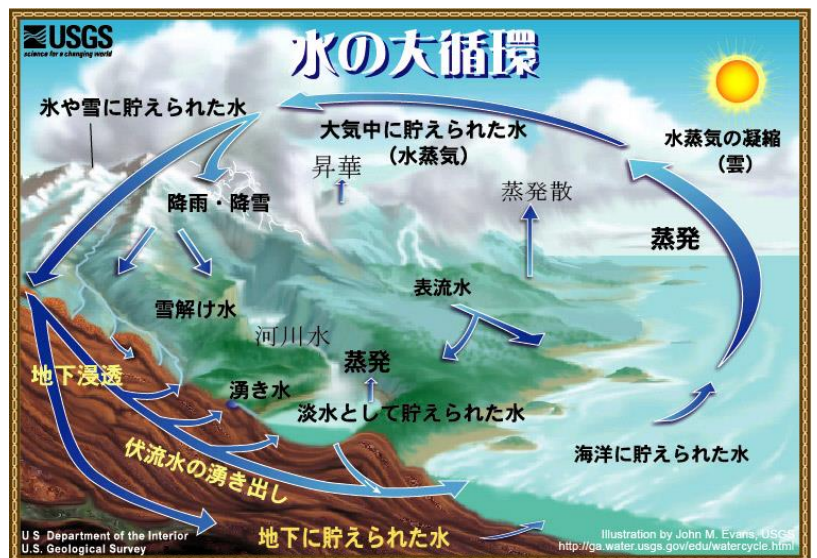 USGS
science for a changing world
水の大循環
氷や雪に貯えられた水
大気中に貯えられた水
(水蒸気)
水蒸気の凝縮
(雲)
昇華
蒸発散
降雨・降雪
蒸発
雪解け水
表流水
河川水
蒸発
地下浸透
湧き水
淡水として貯えられた水
伏流水の湧き出し
海洋に貯えられた水
地下に貯えられた水
U S Department of the Interior
U.S. Geological Survey
Illustration by John M. Evans, USGS
http://ga.water.usgs.gov/edu/watercycle.html